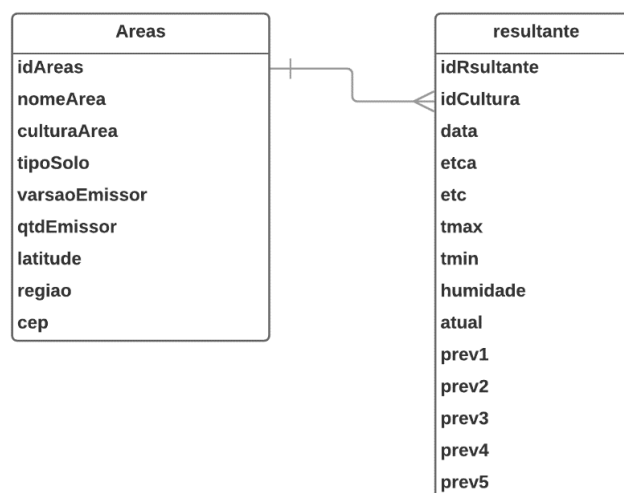 Areas
idAreas
nomeArea
culturaArea
tipoSolo
varsaoEmissor
qtdEmissor
latitude
regiao
cep
resultante
idRsultante
idCultura
data
etca
etc
tmax
tmin
humidade
atual
prev1
prev2
prev3
prev4
prev5